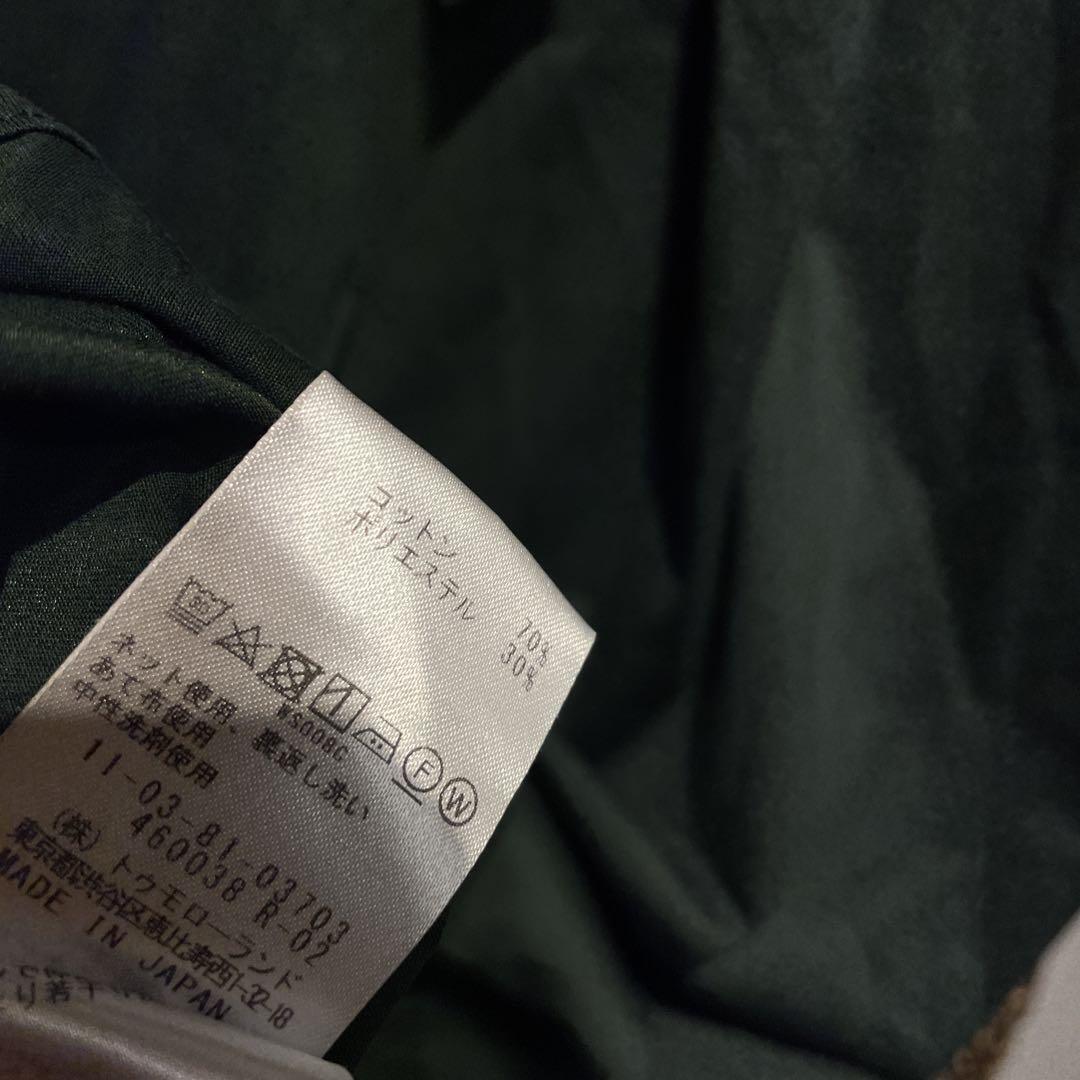 コットン 70%
ポリエステル 30%
30
WS008C
F W
ネット使用、裏返し洗い
あて布使用
中性洗剤使用
11-03-81-03703
460038 R-02
(株)トゥモローランド
東京都渋谷区恵比寿西1-32-18
MADE IN JAPAN